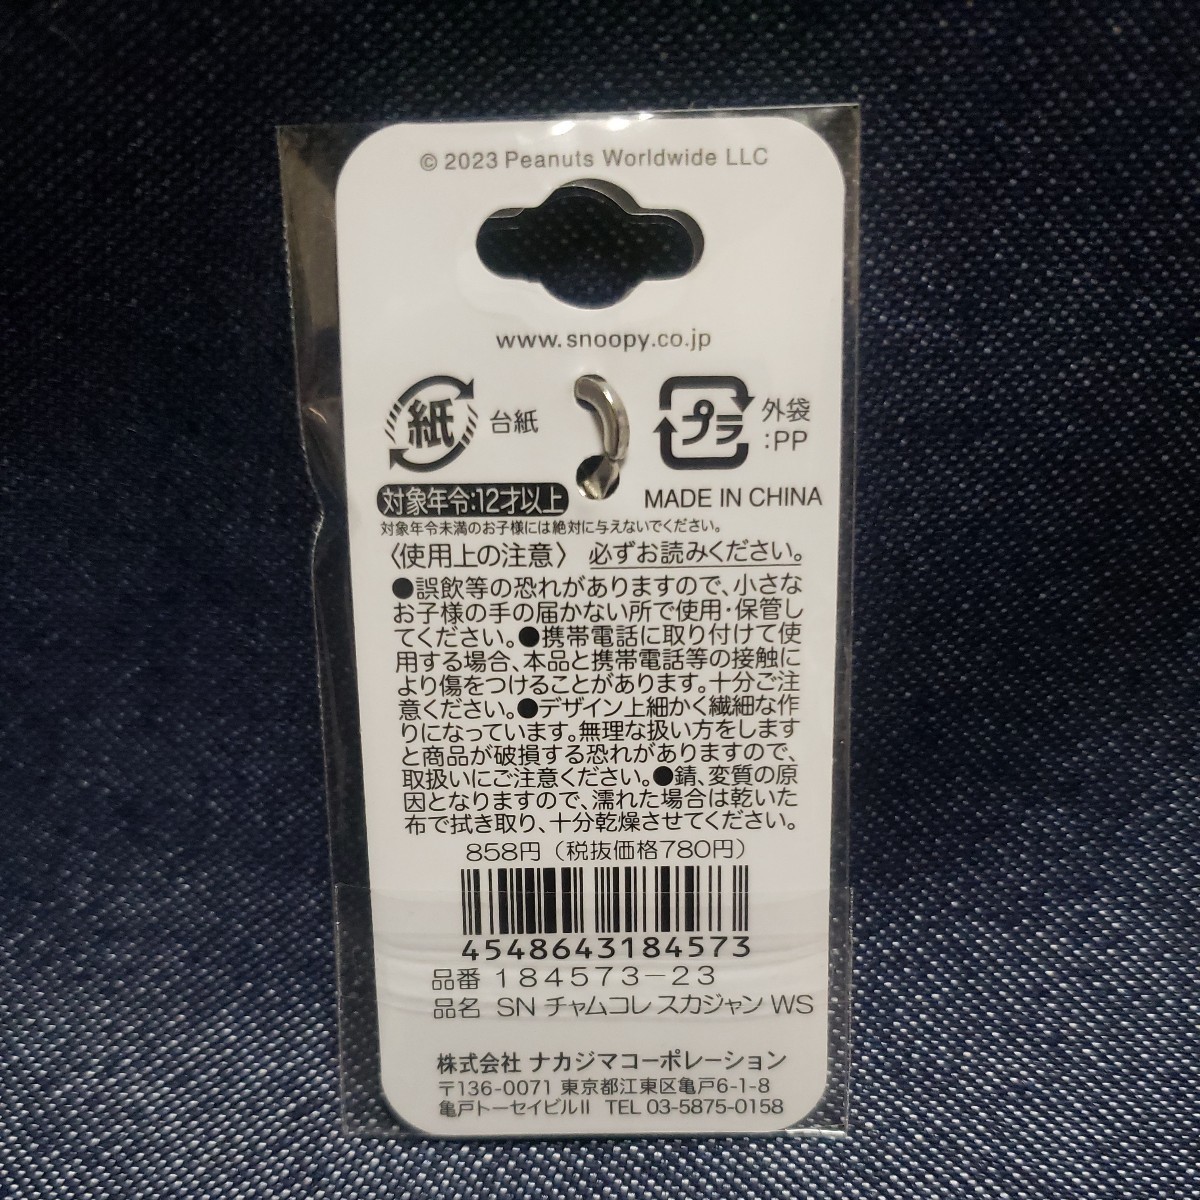 © 2023 Peanuts Worldwide LLC
www.snoopy.co.jp
紙 台紙
プラ 外袋
:PP
対象年令:12才以上
MADE IN CHINA
対象年令未満のお子様には絶対に与えないでください。
〈使用上の注意〉 必ずお読みください。
●誤飲等の恐れがありますので、小さな
お子様の手の届かない所で使用・保管し
てください。●携帯電話に取り付けて使
用する場合、本品と携帯電話等の接触に
より傷をつけることがあります。十分ご注
意ください。●デザイン上細かく繊細な作
りになっています。無理な扱い方をします
と商品が破損する恐れがありますので、
取扱いにご注意ください。●錆、変質の原
因となりますので、濡れた場合は乾いた
布で拭き取り、十分乾燥させてください。
858円（税抜価格780円）
4548643184573
品番 184573-23
品名 SN チャムコレ スカジャン WS
株式会社 ナカジマコーポレーション
〒136-0071 東京都江東区亀戸6-1-8
亀戸トーセイビルII TEL 03-5875-0158